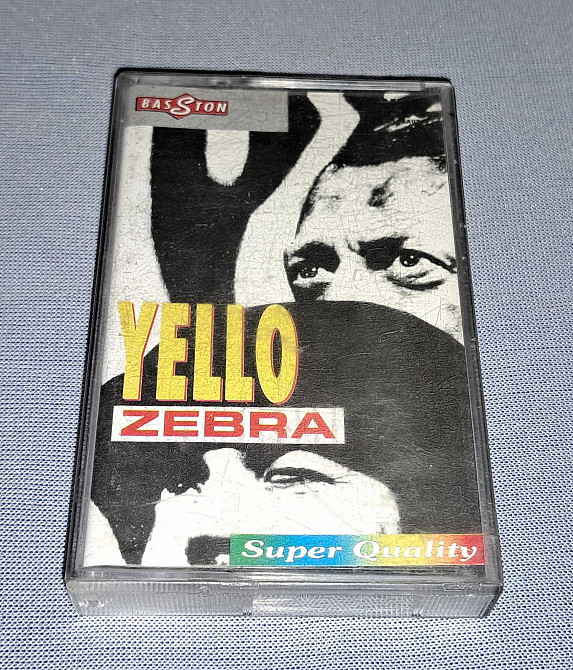 BASSTON
YELLO
ZEBRA
Super Quality